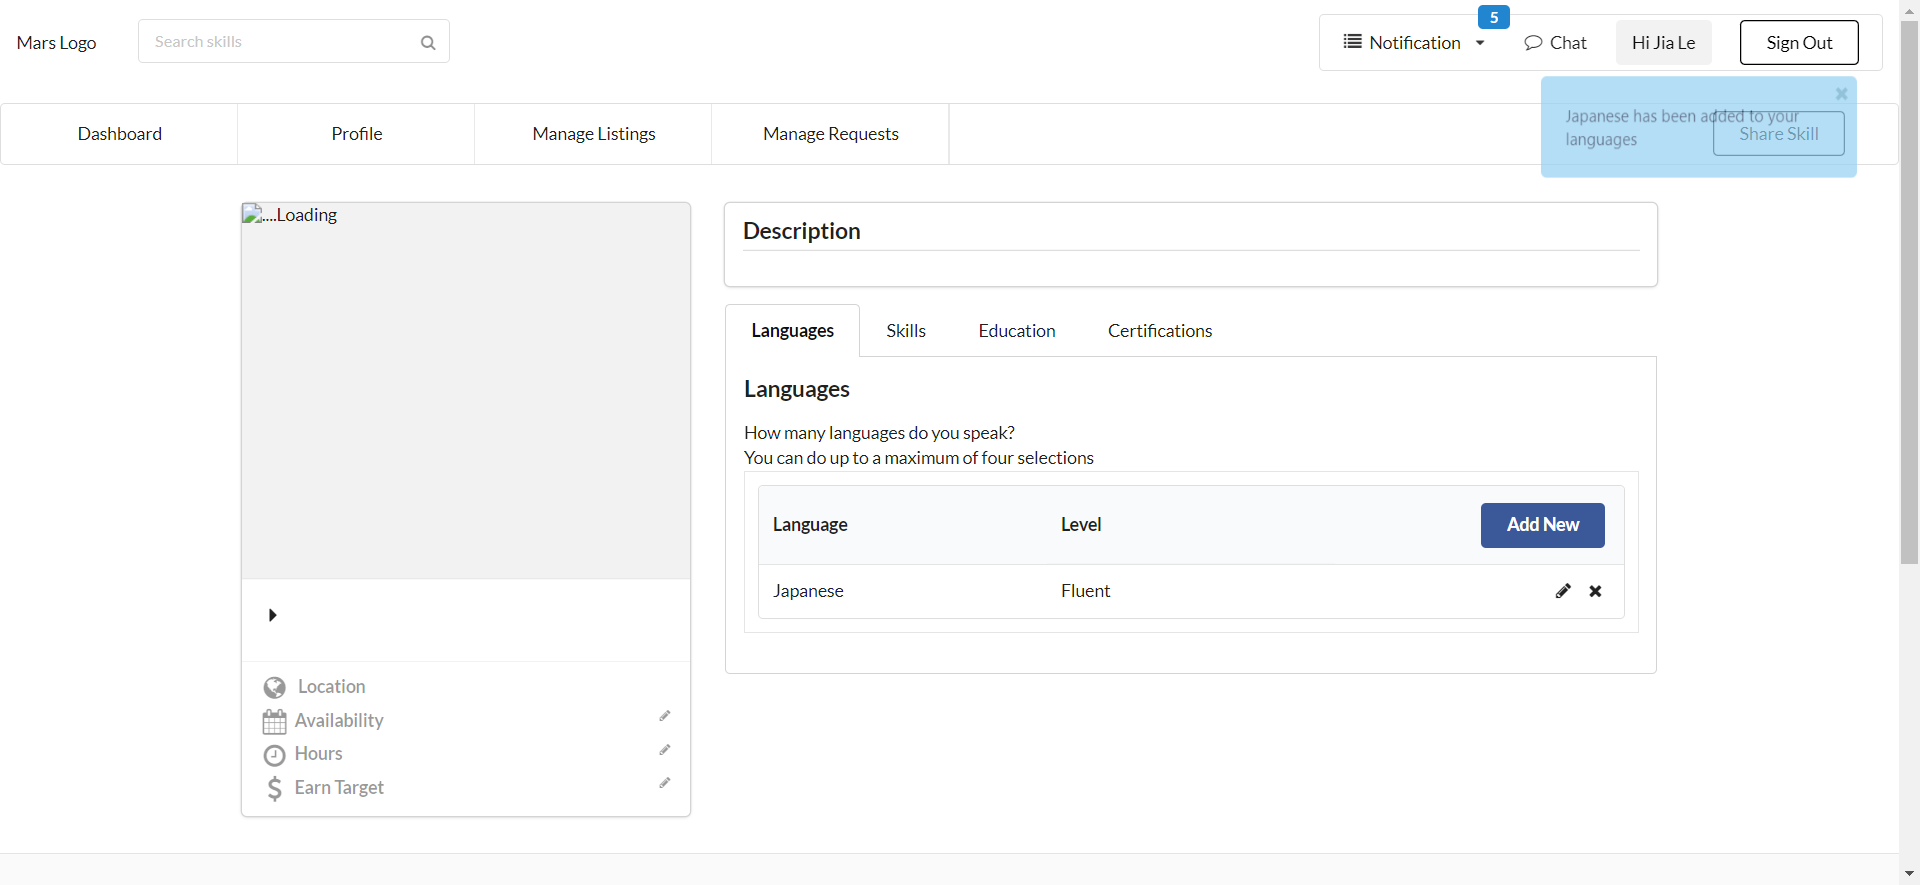 Mars Logo
Search skills
5
Notification
Chat
Hi Jia Le
Sign Out
Dashboard
Profile
Manage Listings
Manage Requests
Share Skill
Japanese has been added to your
languages
....Loading
Location
Availability
Hours
Earn Target
Description
Languages
Skills
Education
Certifications
Languages
How many languages do you speak?
You can do up to a maximum of four selections
Language
Level
Add New
Japanese
Fluent